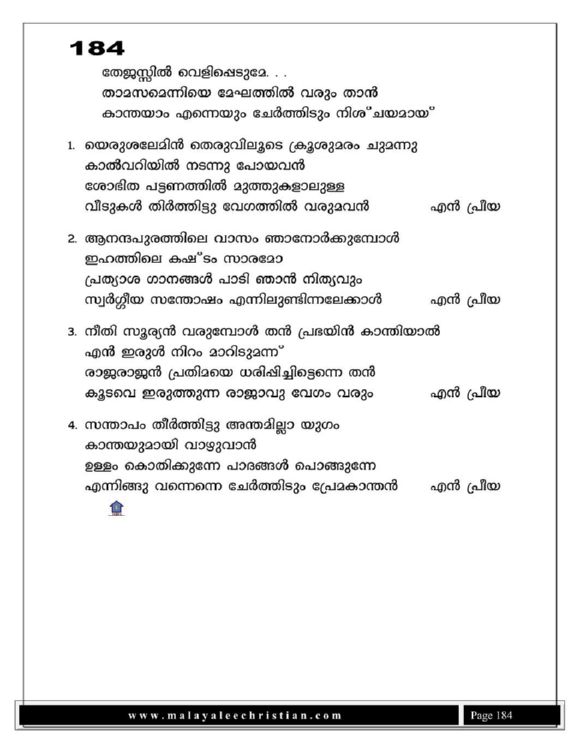 184
തേജസ്സിൽ വെളിപ്പെടുമേ. . .
താമസമെന്നിയെ മേഘത്തിൽ വരും താൻ
കാന്തയാം എന്നെയും ചേർത്തിടും നിശ്ചയമായ്
1. യെരുശലേമിൻ തെരുവിലൂടെ ക്രൂശുമരം ചുമന്നു
കാൽവറിയിൽ നടന്നു പോയവൻ
ശോഭിത പട്ടണത്തിൽ മുത്തുകളാലുള്ള
വീടുകൾ തിർത്തിട്ടു വേഗത്തിൽ വരുമവൻ എൻ പ്രീയ
2. ആനന്ദപുരത്തിലെ വാസം ഞാനോർക്കുമ്പോൾ
ഇഹത്തിലെ കഷ്ടം സാരമോ
പ്രത്യാശ ഗാനങ്ങൾ പാടി ഞാൻ നിത്യവും
സ്വർഗ്ഗീയ സന്തോഷം എന്നിലുണ്ടിന്നലേക്കാൾ എൻ പ്രീയ
3. നീതി സൂര്യൻ വരുമ്പോൾ തൻ പ്രഭയിൻ കാന്തിയാൽ
എൻ ഇരുൾ നിറം മാറിടുമന്ന്
രാജരാജൻ പ്രതിമയെ ധരിപ്പിച്ചിട്ടെന്നെ തൻ
കൂടവെ ഇരുത്തുന്ന രാജാവു വേഗം വരും എൻ പ്രീയ
4. സന്താപം തീർത്തിട്ടു അന്തമില്ലാ യുഗം
കാന്തയുമായി വാഴുവാൻ
ഉള്ളം കൊതിക്കുന്നേ പാദങ്ങൾ പൊങ്ങുന്നേ
എന്നിങ്ങു വന്നെന്നെ ചേർത്തിടും പ്രേമകാന്തൻ എൻ പ്രീയ
www.malayaleechristian.com Page 184